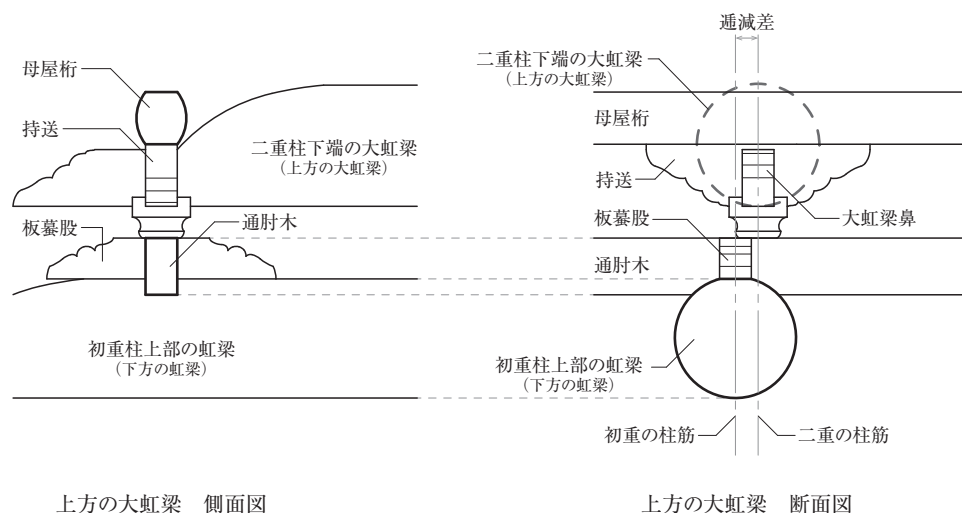 母屋桁
持送
二重柱下端の大虹梁
（上方の大虹梁）
板蟇股
通肘木
初重柱上部の虹梁
（下方の虹梁）
上方の大虹梁　側面図
逓減差
二重柱下端の大虹梁
（上方の大虹梁）
母屋桁
持送
大虹梁鼻
板蟇股
通肘木
初重柱上部の虹梁
（下方の虹梁）
初重の柱筋
二重の柱筋
上方の大虹梁　断面図